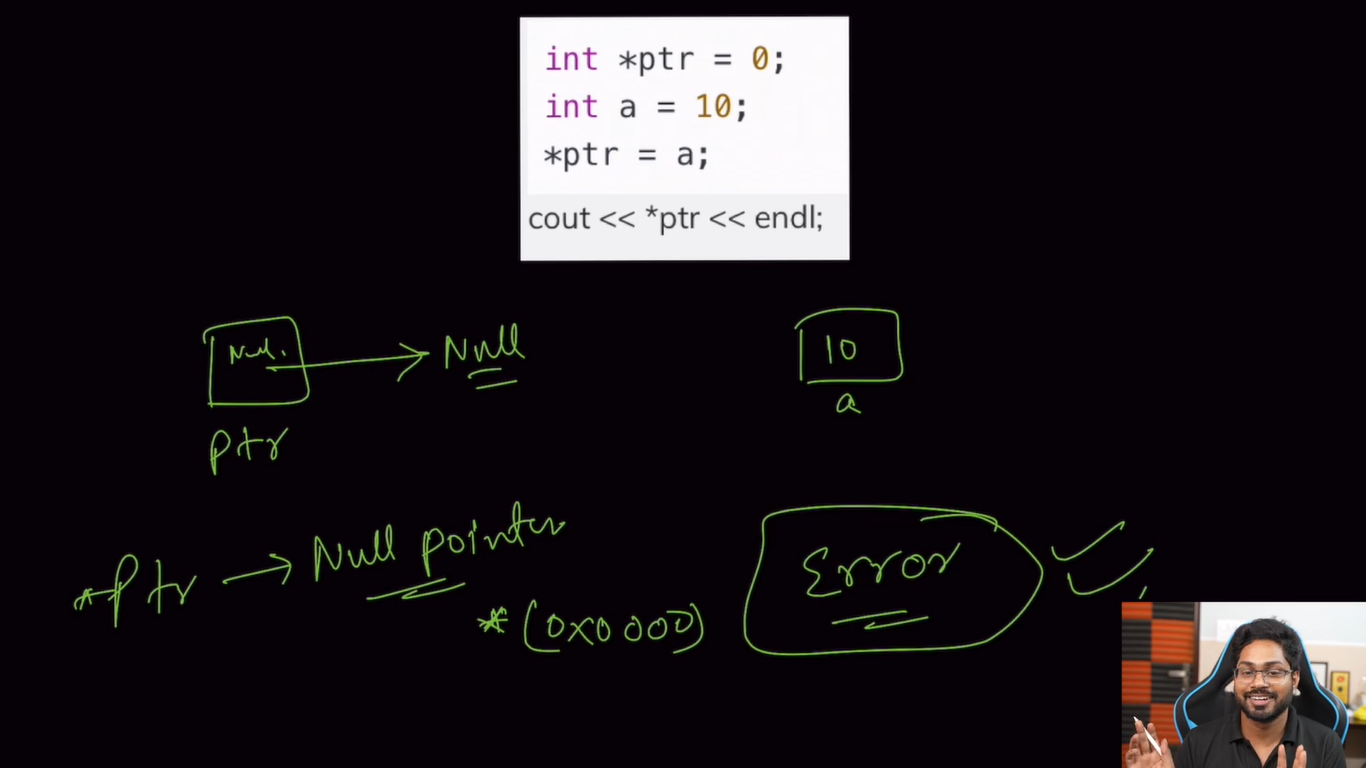 int *ptr = 0;
int a = 10;
*ptr = a;
cout << *ptr << endl;
Null.
Null
10
ptr
a
*Ptr → Null pointer
*(0x0000)
Error